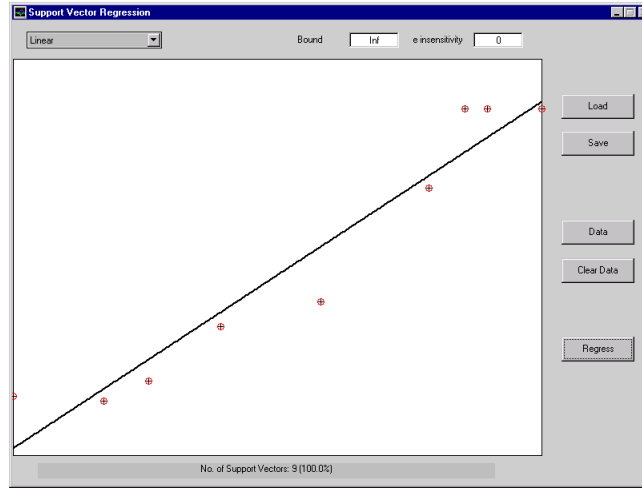 Support Vector Regression
Linear
Bound
Inf
e insensitivity
0
Load
Save
Data
Clear Data
Regress
No. of Support Vectors: 9 (100.0%)